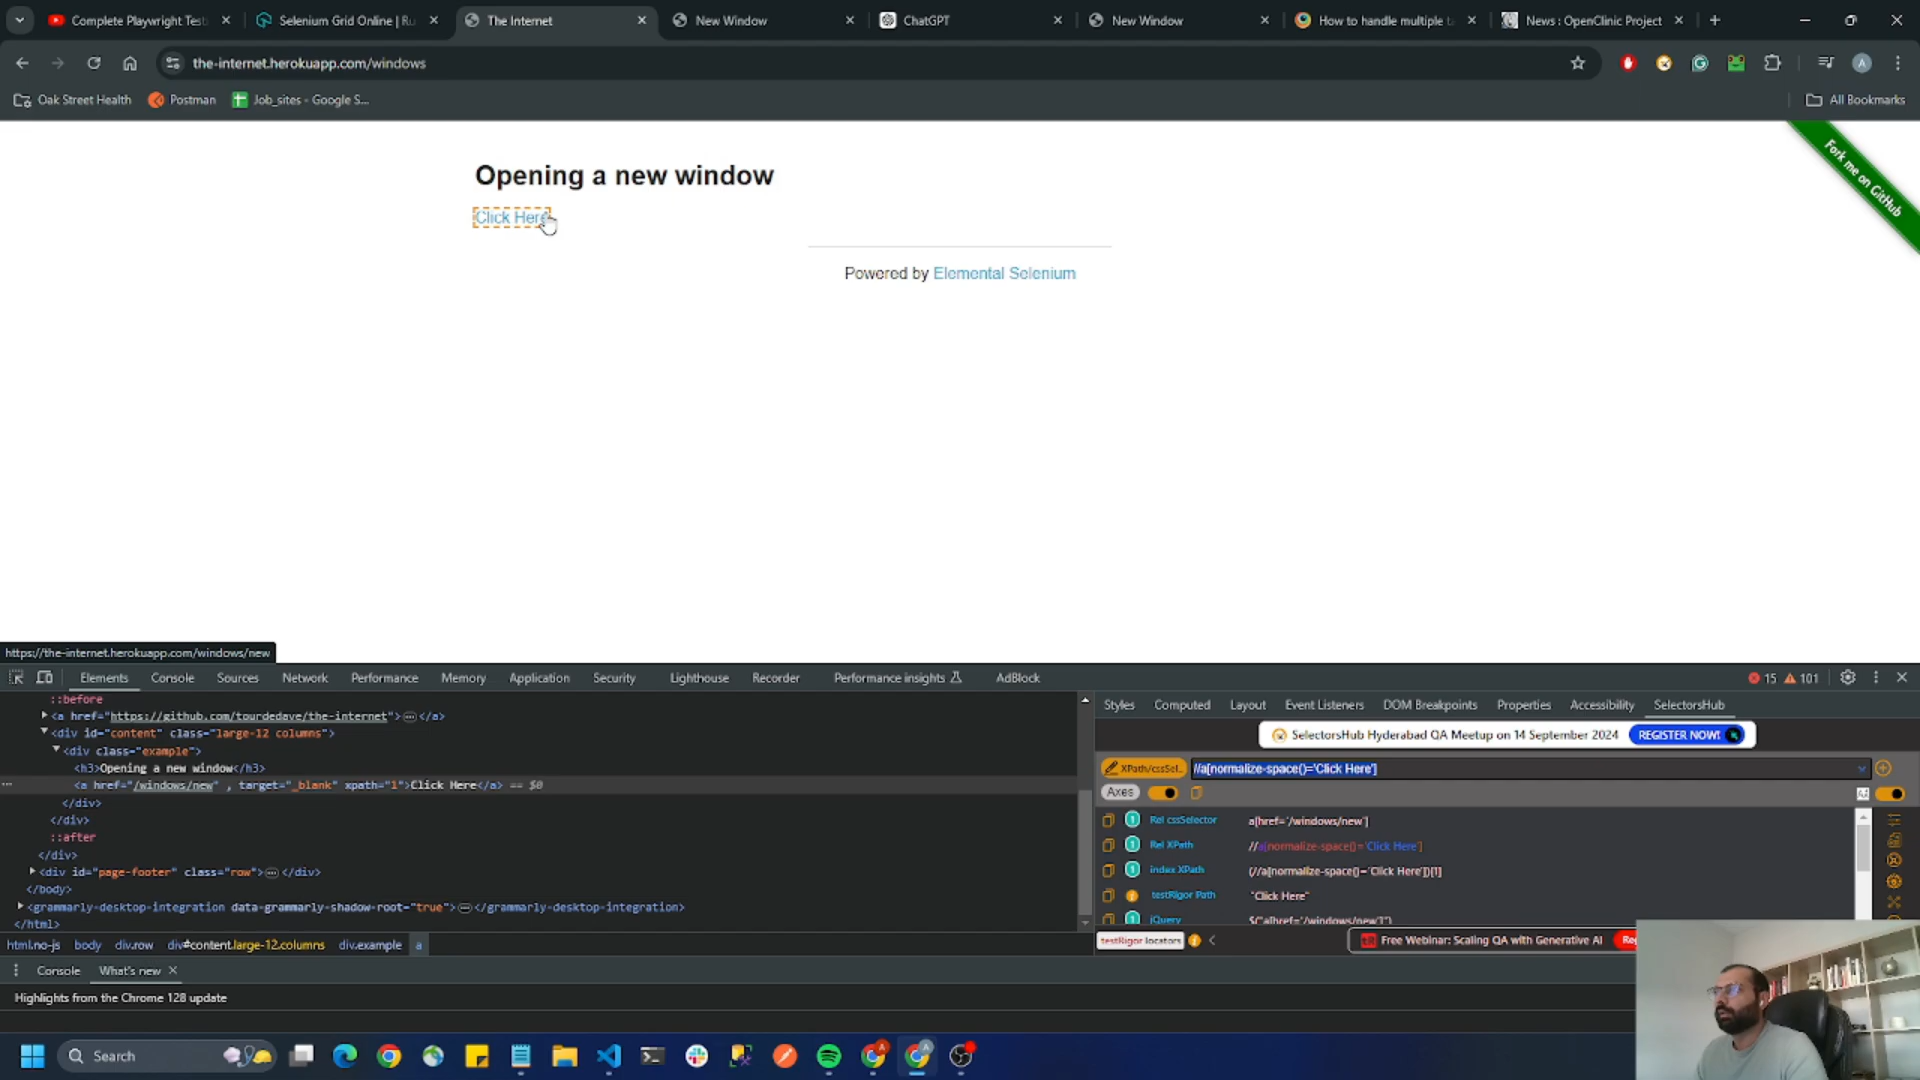 Complete Playwright Test
Selenium Grid Online | Ru
The Internet
New Window
ChatGPT
New Window
How to handle multiple t
News : OpenClinic Project
the-internet.herokuapp.com/windows
Oak Street Health
Postman
Job_sites - Google S...
All Bookmarks
Fork me on GitHub
Opening a new window
Click Here
Powered by Elemental Selenium
https://the-internet.herokuapp.com/windows/new
Elements
Console
Sources
Network
Performance
Memory
Application
Security
Lighthouse
Recorder
Performance insights
AdBlock
15
101
::before
<a href="https://github.com/tourdedave/the-internet">…</a>
<div id="content" class="large-12 columns">
<div class="example">
<h3>Opening a new window</h3>
<a href="/windows/new" , target="_blank" xpath="1">Click Here</a> == $0
</div>
</div>
::after
</div>
<div id="page-footer" class="row">…</div>
</body>
<grammarly-desktop-integration data-grammarly-shadow-root="true">…</grammarly-desktop-integration>
</html>
html.no-js body div.row div#content.large-12.columns div.example a
Styles
Computed
Layout
Event Listeners
DOM Breakpoints
Properties
Accessibility
SelectorsHub
SelectorsHub Hyderabad QA Meetup on 14 September 2024
REGISTER NOW!
XPath/cssSel..
//a[normalize-space()='Click Here']
Axes
1 Rel cssSelector a[href='/windows/new']
1 Rel XPath //a[normalize-space()='Click Here']
1 index XPath (//a[normalize-space()='Click Here'])[1]
testRigor Path "Click Here"
1 jQuery $("a[href='/windows/new']")
testRigor locators
Free Webinar: Scaling QA with Generative AI
Console
What's new
Highlights from the Chrome 128 update
Search